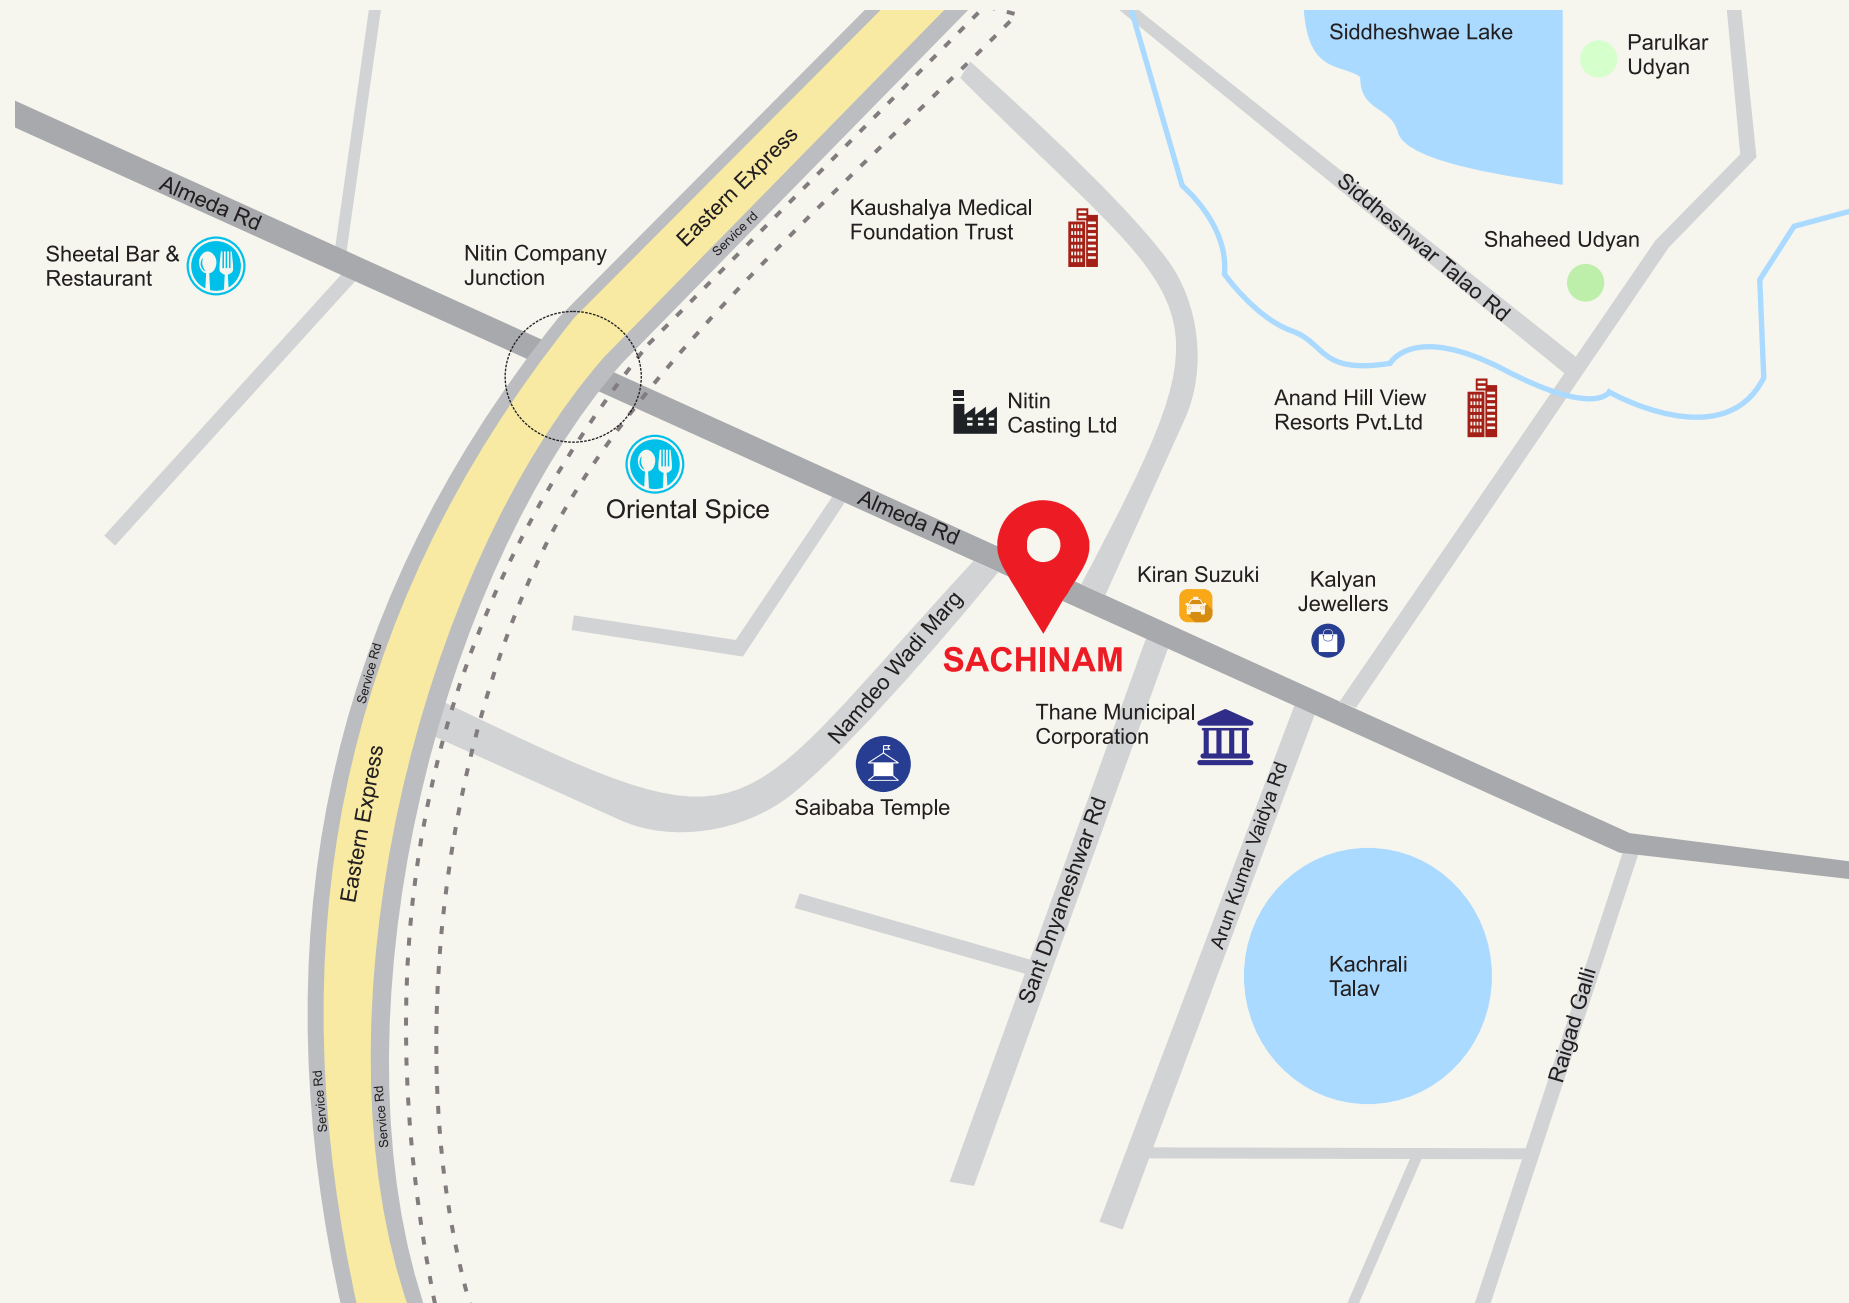 Siddheshwae Lake
Parulkar
Udyan
Eastern Express
Service rd
Almeda Rd
Sheetal Bar &
Restaurant
Nitin Company
Junction
Kaushalya Medical
Foundation Trust
Siddheshwar Talao Rd
Shaheed Udyan
Nitin
Casting Ltd
Anand Hill View
Resorts Pvt.Ltd
Oriental Spice
Almeda Rd
Kiran Suzuki
Kalyan
Jewellers
Namdeo Wadi Marg
SACHINAM
Service Rd
Thane Municipal
Corporation
Eastern Express
Saibaba Temple
Sant Dnyaneshwar Rd
Arun Kumar Vaidya Rd
Kachrali
Talav
Raigad Galli
Service Rd
Service Rd